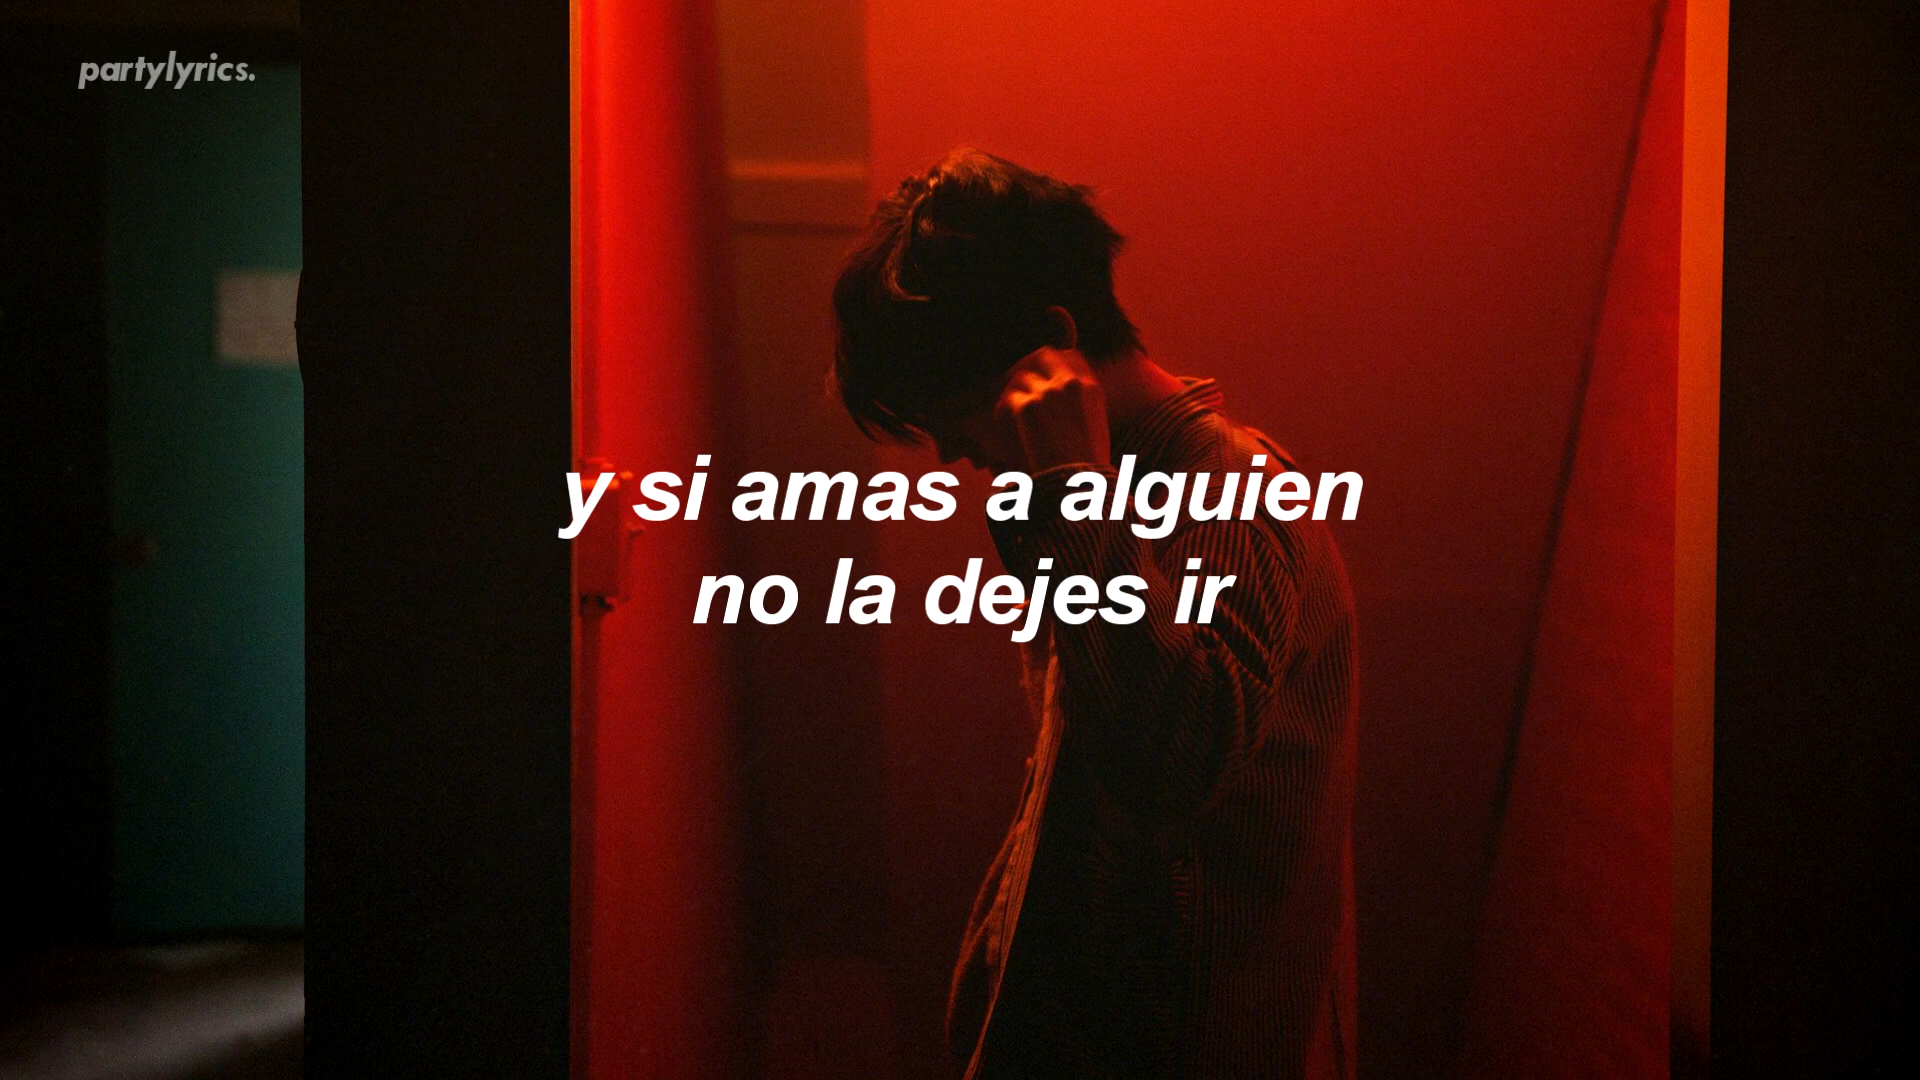 partylyrics.
y si amas a alguien
no la dejes ir